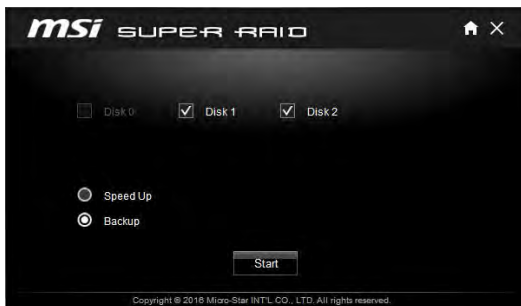 msi SUPER RAID
Disk 0 Disk 1 Disk 2
Speed Up
Backup
Start
Copyright © 2016 Micro-Star INT'L CO., LTD. All rights reserved.